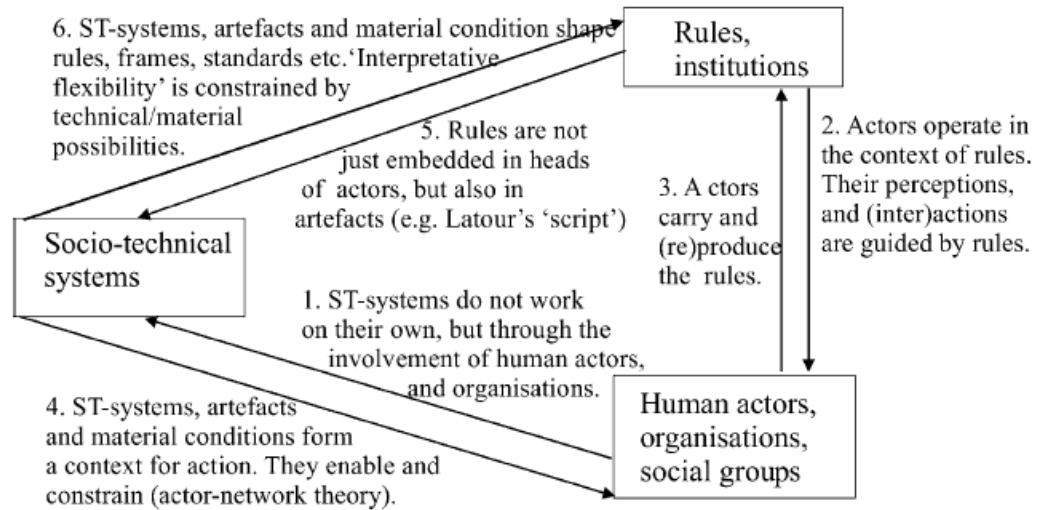 6. ST-systems, artefacts and material condition shape
rules, frames, standards etc.‘Interpretative
flexibility’ is constrained by
technical/material
possibilities.
Rules,
institutions
5. Rules are not
just embedded in heads
of actors, but also in
artefacts (e.g. Latour’s ‘script’)
3. A ctors
carry and
(re)produce
the rules.
2. Actors operate in
the context of rules.
Their perceptions,
and (inter)actions
are guided by rules.
Socio-technical
systems
1. ST-systems do not work
on their own, but through the
involvement of human actors,
and organisations.
4. ST-systems, artefacts
and material conditions form
a context for action. They enable and
constrain (actor-network theory).
Human actors,
organisations,
social groups